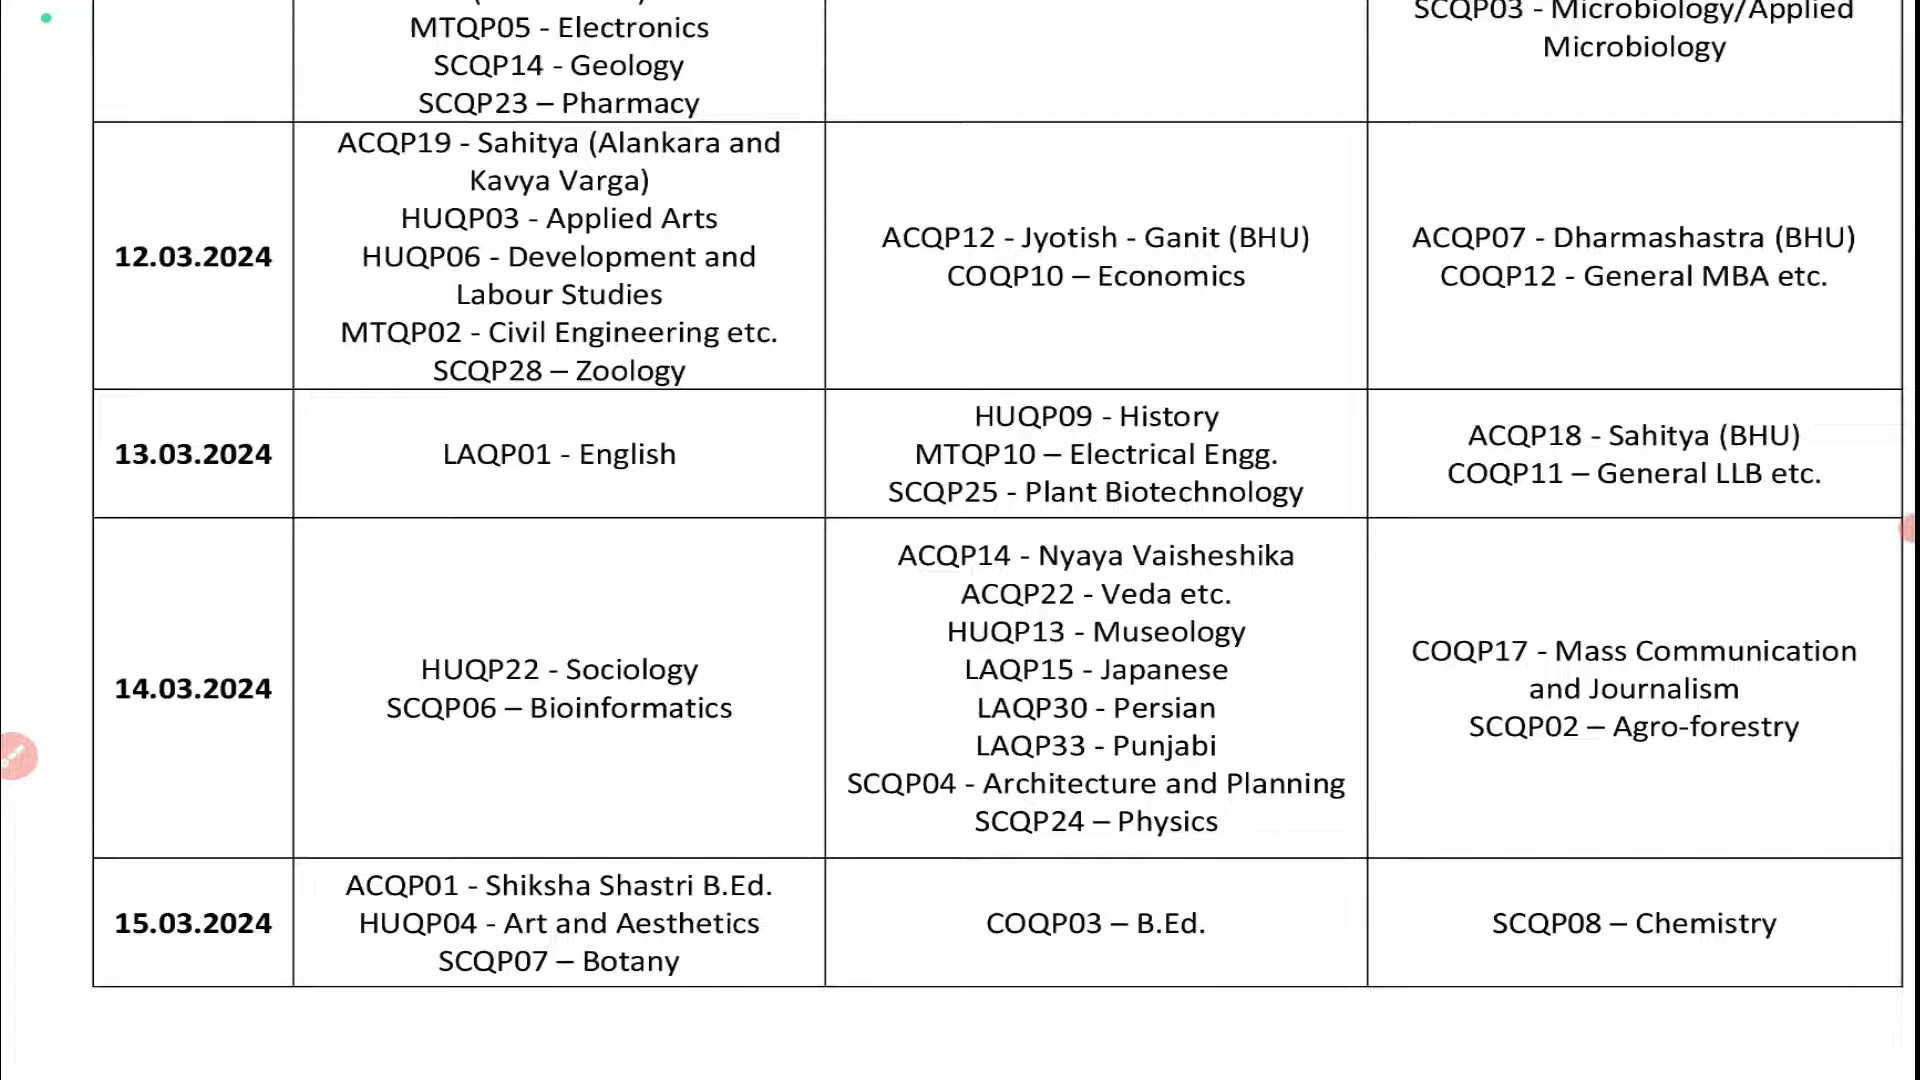 MTQP05 - Electronics
SCQP14 - Geology
SCQP23 – Pharmacy
SCQP03 - Microbiology/Applied
Microbiology
12.03.2024
ACQP19 - Sahitya (Alankara and
Kavya Varga)
HUQP03 - Applied Arts
HUQP06 - Development and
Labour Studies
MTQP02 - Civil Engineering etc.
SCQP28 – Zoology
ACQP12 - Jyotish - Ganit (BHU)
COQP10 – Economics
ACQP07 - Dharmashastra (BHU)
COQP12 - General MBA etc.
13.03.2024
LAQP01 - English
HUQP09 - History
MTQP10 – Electrical Engg.
SCQP25 - Plant Biotechnology
ACQP18 - Sahitya (BHU)
COQP11 – General LLB etc.
14.03.2024
HUQP22 - Sociology
SCQP06 – Bioinformatics
ACQP14 - Nyaya Vaisheshika
ACQP22 - Veda etc.
HUQP13 - Museology
LAQP15 - Japanese
LAQP30 - Persian
LAQP33 - Punjabi
SCQP04 - Architecture and Planning
SCQP24 – Physics
COQP17 - Mass Communication
and Journalism
SCQP02 – Agro-forestry
15.03.2024
ACQP01 - Shiksha Shastri B.Ed.
HUQP04 - Art and Aesthetics
SCQP07 – Botany
COQP03 – B.Ed.
SCQP08 – Chemistry